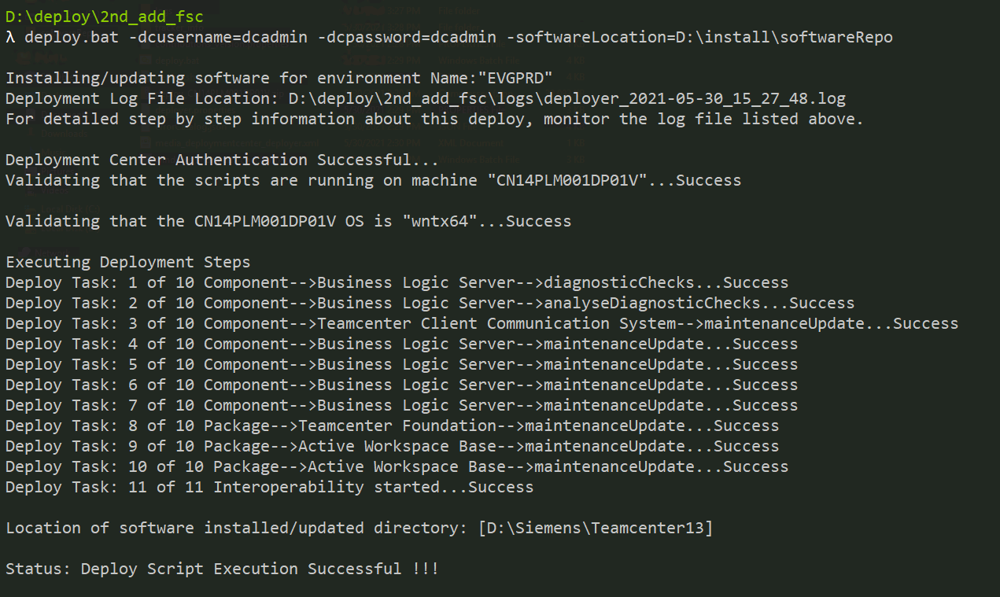 D:\deploy\2nd_add_fsc
λ deploy.bat -dcusername=dcadmin -dcpassword=dcadmin -softwareLocation=D:\install\softwareRepo
Installing/updating software for environment Name:"EVGPRD"
Deployment Log File Location: D:\deploy\2nd_add_fsc\logs\deployer_2021-05-30_15_27_48.log
For detailed step by step information about this deploy, monitor the log file listed above.
Deployment Center Authentication Successful...
Validating that the scripts are running on machine "CN14PLM001DP01V"...Success
Validating that the CN14PLM001DP01V OS is "wntx64"...Success
Executing Deployment Steps
Deploy Task: 1 of 10 Component-->Business Logic Server-->diagnosticChecks...Success
Deploy Task: 2 of 10 Component-->Business Logic Server-->analyseDiagnosticChecks...Success
Deploy Task: 3 of 10 Component-->Teamcenter Client Communication System-->maintenanceUpdate...Success
Deploy Task: 4 of 10 Component-->Business Logic Server-->maintenanceUpdate...Success
Deploy Task: 5 of 10 Component-->Business Logic Server-->maintenanceUpdate...Success
Deploy Task: 6 of 10 Component-->Business Logic Server-->maintenanceUpdate...Success
Deploy Task: 7 of 10 Component-->Business Logic Server-->maintenanceUpdate...Success
Deploy Task: 8 of 10 Package-->Teamcenter Foundation-->maintenanceUpdate...Success
Deploy Task: 9 of 10 Package-->Active Workspace Base-->maintenanceUpdate...Success
Deploy Task: 10 of 10 Package-->Active Workspace Base-->maintenanceUpdate...Success
Deploy Task: 11 of 11 Interoperability started...Success
Location of software installed/updated directory: [D:\Siemens\Teamcenter13]
Status: Deploy Script Execution Successful !!!